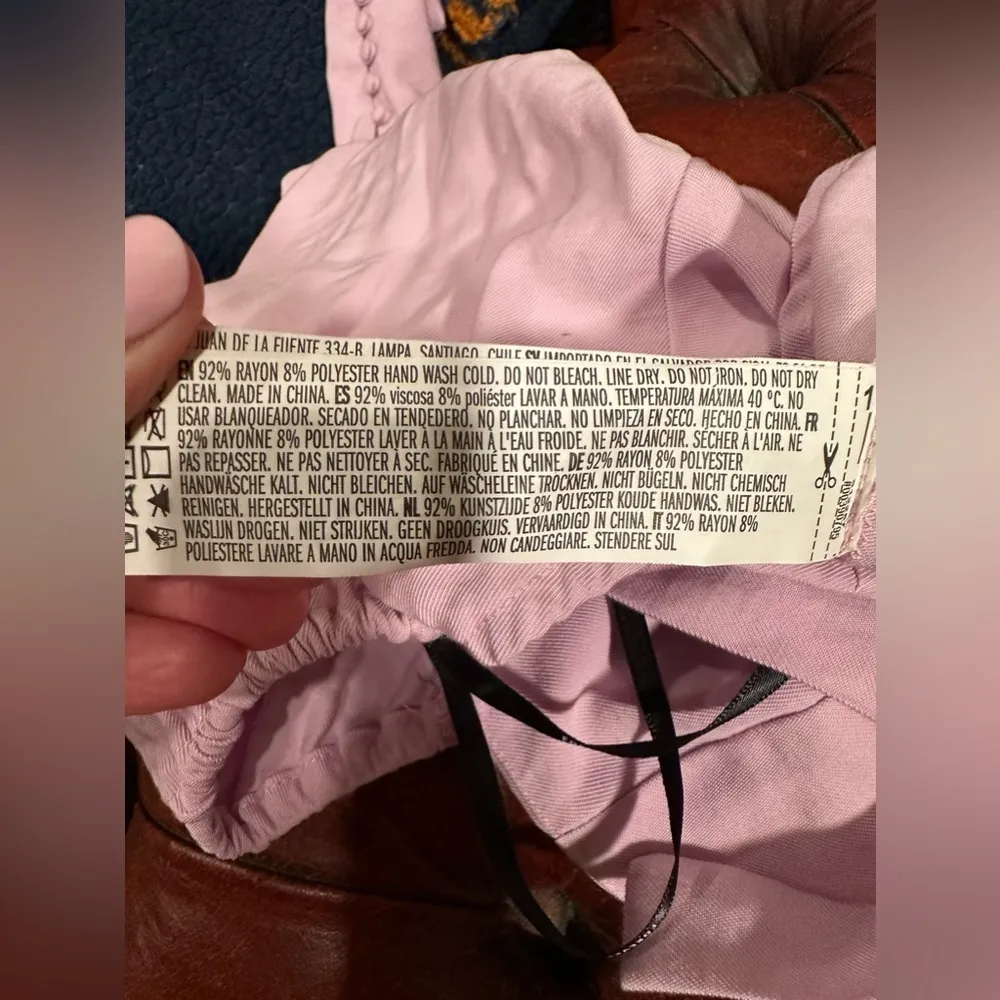 JUAN DE LA FUENTE 334-B, LAMPA, SANTIAGO, CHILE SV IMPORTADO EN EL SALVADOR POR
EN 92% RAYON 8% POLYESTER HAND WASH COLD. DO NOT BLEACH. LINE DRY. DO NOT IRON. DO NOT DRY
CLEAN. MADE IN CHINA. ES 92% viscosa 8% poliéster LAVAR A MANO. TEMPERATURA MÁXIMA 40 ºC. NO
USAR BLANQUEADOR. SECADO EN TENDEDERO. NO PLANCHAR. NO LIMPIEZA EN SECO. HECHO EN CHINA. FR
92% RAYONNE 8% POLYESTER LAYER À LA MAIN À L'EAU FROIDE. NE PAS BLANCHIR. SÉCHER À L'AIR. NE
PAS REPASSER. NE PAS NETTOYER À SEC. FABRIQUÉ EN CHINE. DE 92% RAYON 8% POLYESTER
HANDWÄSCHE KALT. NICHT BLEICHEN. AUF WÄSCHELEINE TROCKNEN. NICHT BÜGELN. NICHT CHEMISCH
REINIGEN. HERGESTELLT IN CHINA. NL 92% KUNSTZIJDE 8% POLYESTER KOUDE HANDWAS. NIET BLEKEN.
WASLIJN DROGEN. NIET STRIJKEN. GEEN DROOGKUIS. VERVAARDIGD IN CHINA. IT 92% RAYON 8%
POLIESTERE LAVARE A MANO IN ACQUA FREDDA. NON CANDEGGIARE. STENDERE SUL